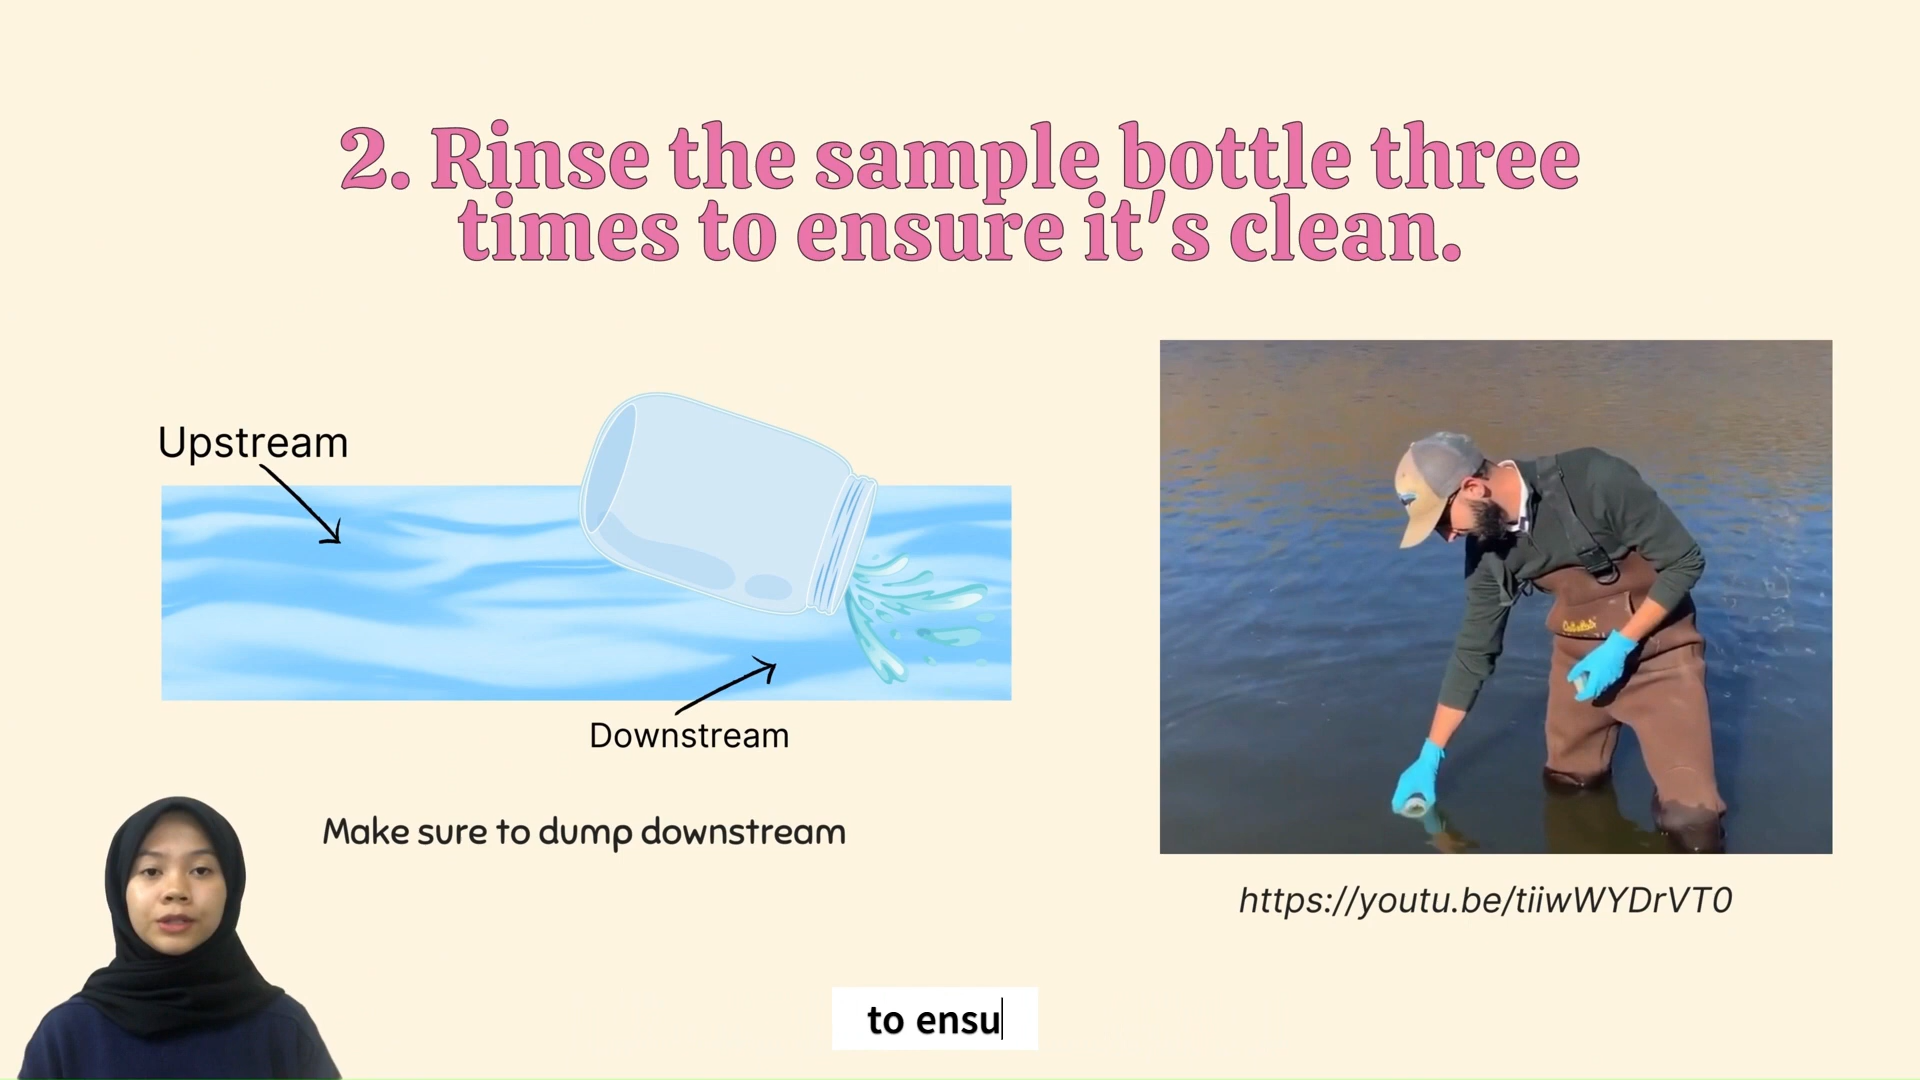 2. Rinse the sample bottle three
times to ensure it's clean.
Upstream
Downstream
Make sure to dump downstream
https://youtu.be/tiiwWYDrVT0
to ensu